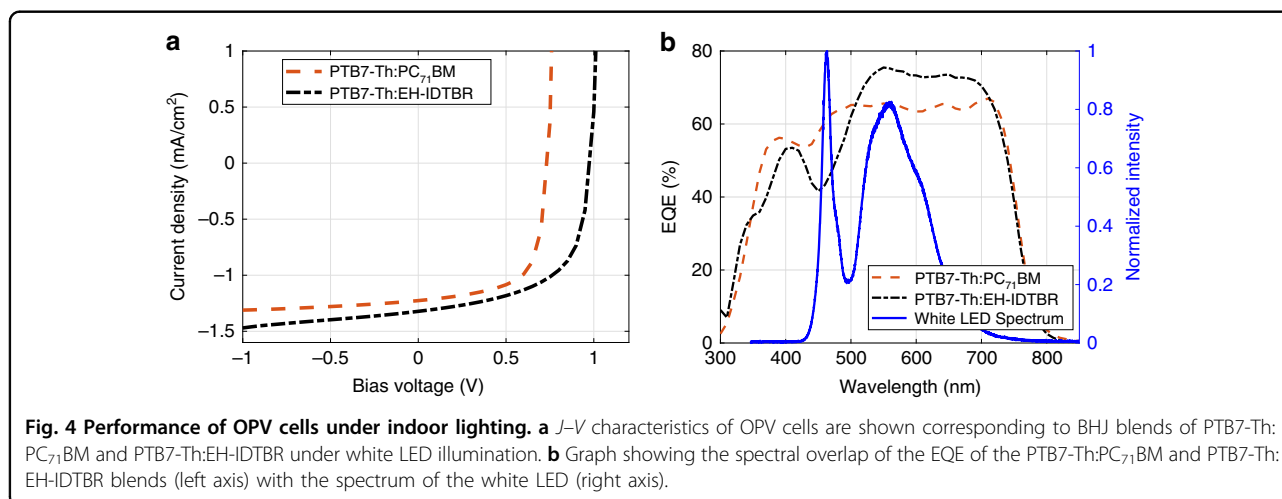 a
1
0.5
0
−0.5
−1
−1.5
Current density (mA/cm²)
PTB7-Th:PC₇₁BM
PTB7-Th:EH-IDTBR
−1
−0.5
0
0.5
1
Bias voltage (V)
b
80
60
40
20
0
EQE (%)
1
0.8
0.6
0.4
0.2
0
Normalized intensity
PTB7-Th:PC₇₁BM
PTB7-Th:EH-IDTBR
White LED Spectrum
300
400
500
600
700
800
Wavelength (nm)
Fig. 4 Performance of OPV cells under indoor lighting. a J–V characteristics of OPV cells are shown corresponding to BHJ blends of PTB7-Th:
PC₇₁BM and PTB7-Th:EH-IDTBR under white LED illumination. b Graph showing the spectral overlap of the EQE of the PTB7-Th:PC₇₁BM and PTB7-Th:
EH-IDTBR blends (left axis) with the spectrum of the white LED (right axis).